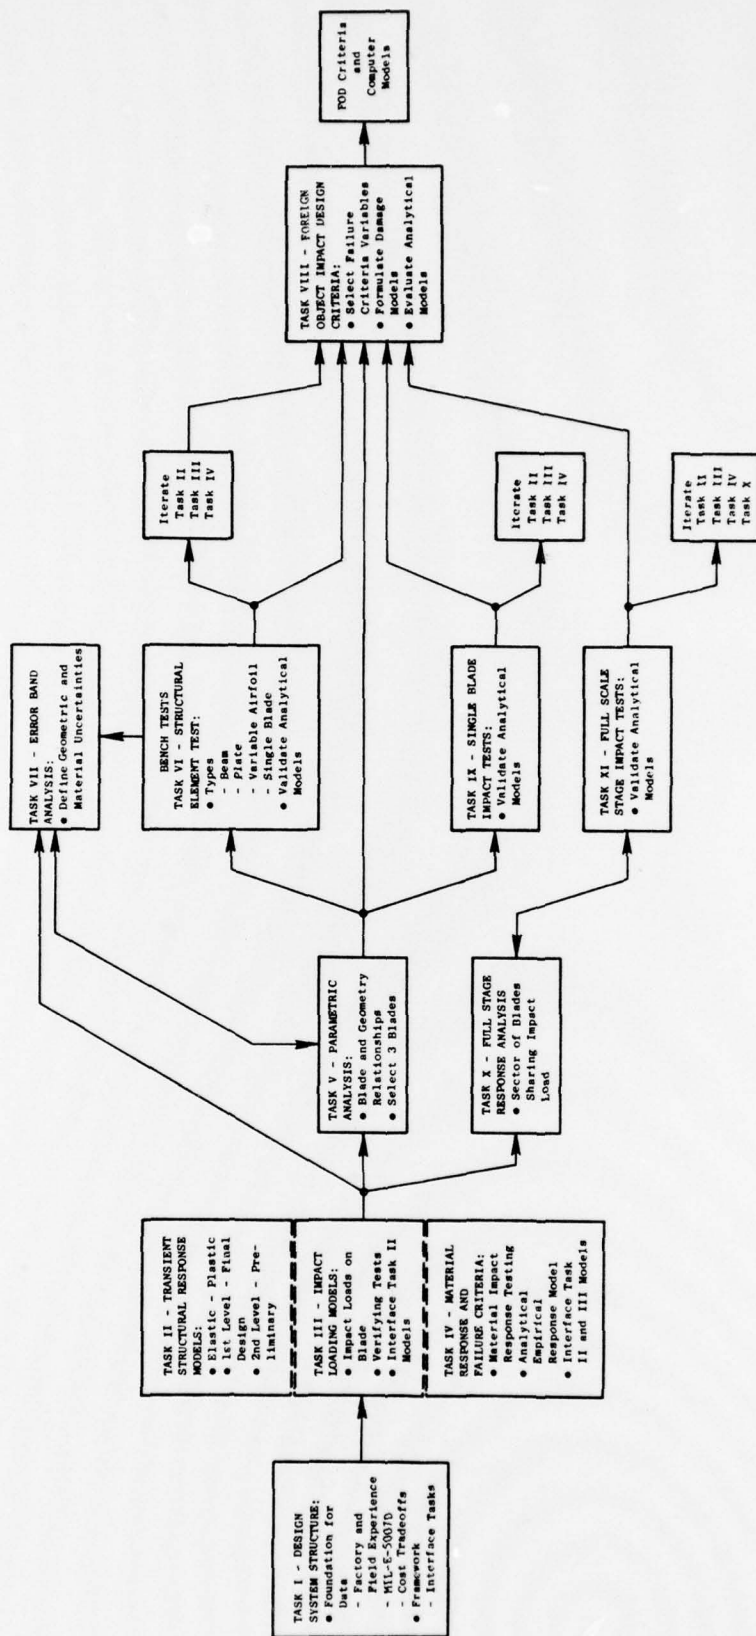 TASK I - DESIGN
SYSTEM STRUCTURE:
● Foundation for
Data
- Factory and
Field Experience
- MIL-E-5007D
- Cost Tradeoffs
● Framework
- Interface Tasks
TASK II - TRANSIENT
STRUCTURAL RESPONSE
MODELS:
● Elastic - Plastic
● 1st Level - Final
Design
● 2nd Level - Pre-
liminary
TASK III - IMPACT
LOADING MODELS:
● Impact Loads on
Blade
● Verifying Tests
● Interface Task II
Models
TASK IV - MATERIAL
RESPONSE AND
FAILURE CRITERIA:
● Material Impact
Response Testing
● Analytical
Empirical
Response Model
● Interface Task
II and III Models
TASK V - PARAMETRIC
ANALYSIS:
● Blade and Geometry
Relationships
● Select 3 Blades
TASK X - FULL STAGE
RESPONSE ANALYSIS
● Sector of Blades
Sharing Impact
Load
TASK VII - ERROR BAND
ANALYSIS:
● Define Geometric and
Material Uncertainties
BENCH TESTS
TASK VI - STRUCTURAL
ELEMENT TEST:
● Types
- Beam
- Plate
- Variable Airfoil
- Single Blade
● Validate Analytical
Models
TASK IX - SINGLE BLADE
IMPACT TESTS:
● Validate Analytical
Models
TASK XI - FULL SCALE
STAGE IMPACT TESTS:
● Validate Analytical
Models
Iterate
Task II
Task III
Task IV
Iterate
Task II
Task III
Task IV
Iterate
Task II
Task III
Task IV
Task X
TASK VIII - FOREIGN
OBJECT IMPACT DESIGN
CRITERIA:
● Select Failure
Criteria Variables
● Formulate Damage
Models
● Evaluate Analytical
Models
FOD Criteria
and
Computer
Models